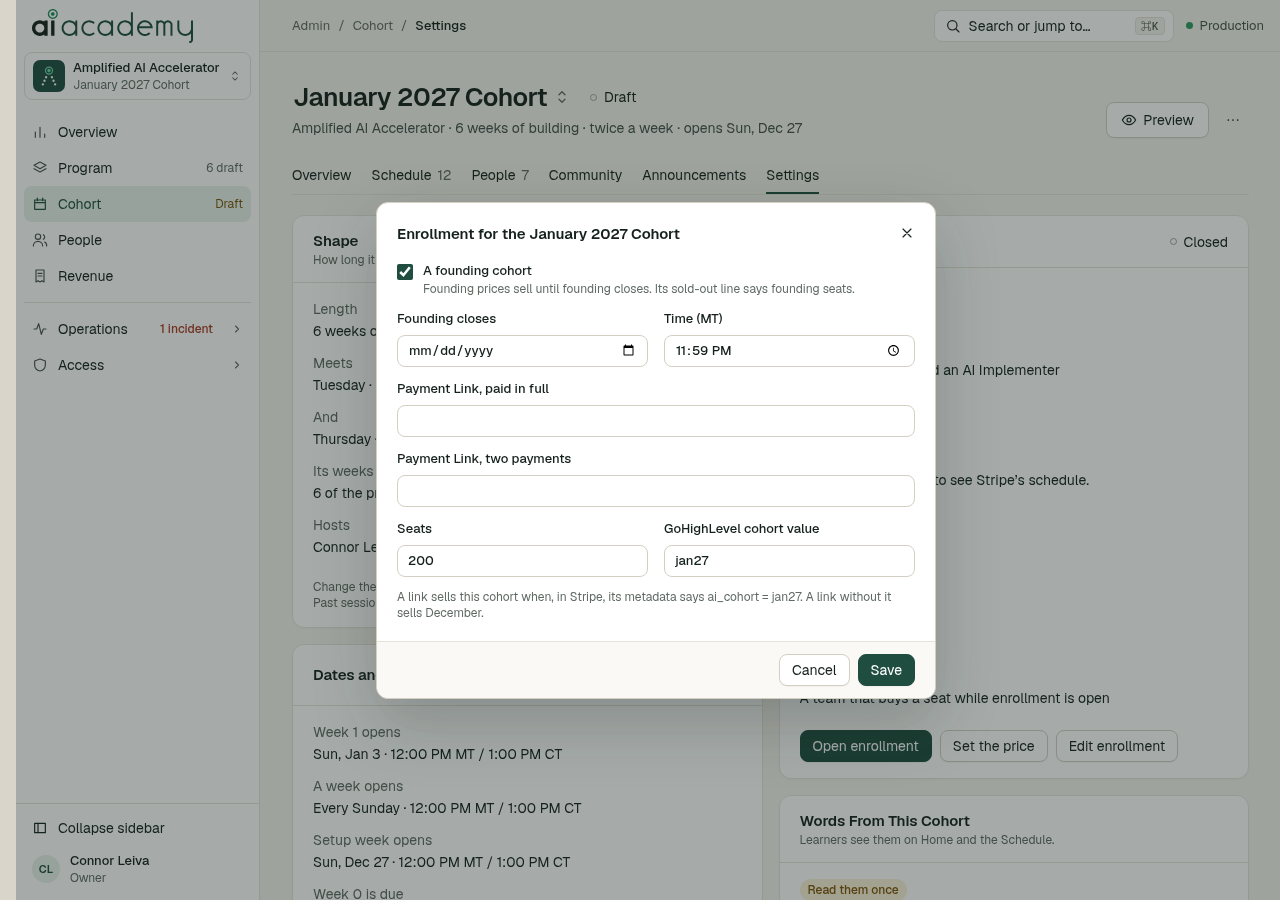 ai academy
Amplified AI Accelerator
January 2027 Cohort
Overview
Program 6 draft
Cohort Draft
People
Revenue
Operations 1 incident
Access
Collapse sidebar
CL
Connor Leiva
Owner
Admin / Cohort / Settings
Search or jump to… ⌘K
Production
January 2027 Cohort
Draft
Amplified AI Accelerator · 6 weeks of building · twice a week · opens Sun, Dec 27
Preview
Overview Schedule 12 People 7 Community Announcements Settings
Shape
How long it
Length
6 weeks
Meets
Tuesday ·
And
Thursday
Its weeks
6 of the
Hosts
Connor
Change the
Past
Closed
an AI Implementer
to see Stripe's schedule.
A team that buys a seat while enrollment is open
Open enrollment Set the price Edit enrollment
Enrollment for the January 2027 Cohort
A founding cohort
Founding prices sell until founding closes. Its sold-out line says founding seats.
Founding closes Time (MT)
mm/dd/yyyy 11:59 PM
Payment Link, paid in full
Payment Link, two payments
Seats GoHighLevel cohort value
200 jan27
A link sells this cohort when, in Stripe, its metadata says ai_cohort = jan27. A link without it
sells December.
Cancel Save
Dates
Week 1 opens
Sun, Jan 3 · 12:00 PM MT / 1:00 PM CT
A week opens
Every Sunday · 12:00 PM MT / 1:00 PM CT
Setup week opens
Sun, Dec 27 · 12:00 PM MT / 1:00 PM CT
Week 0 is due
Words From This Cohort
Learners see them on Home and the Schedule.
Read them once